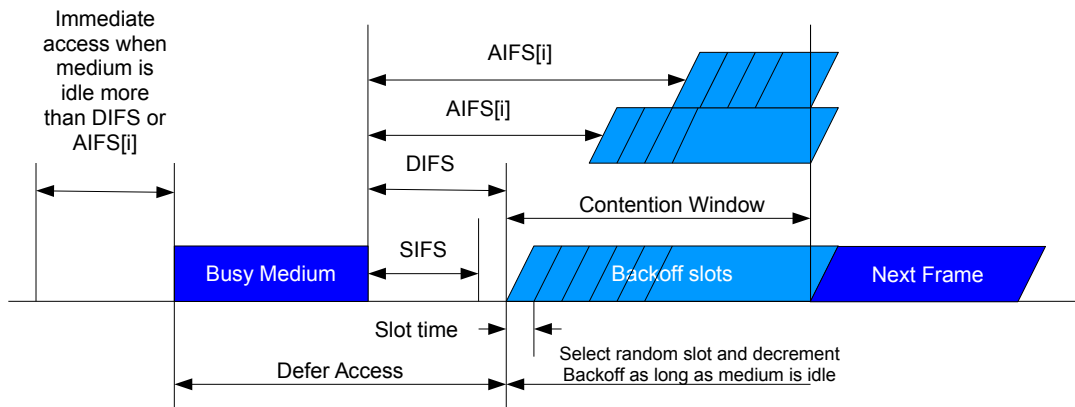 Immediate
access when
medium is
idle more
than DIFS or
AIFS[i]
AIFS[i]
AIFS[i]
DIFS
Contention Window
SIFS
Busy Medium
Backoff slots
Next Frame
Slot time
Select random slot and decrement
Backoff as long as medium is idle
Defer Access